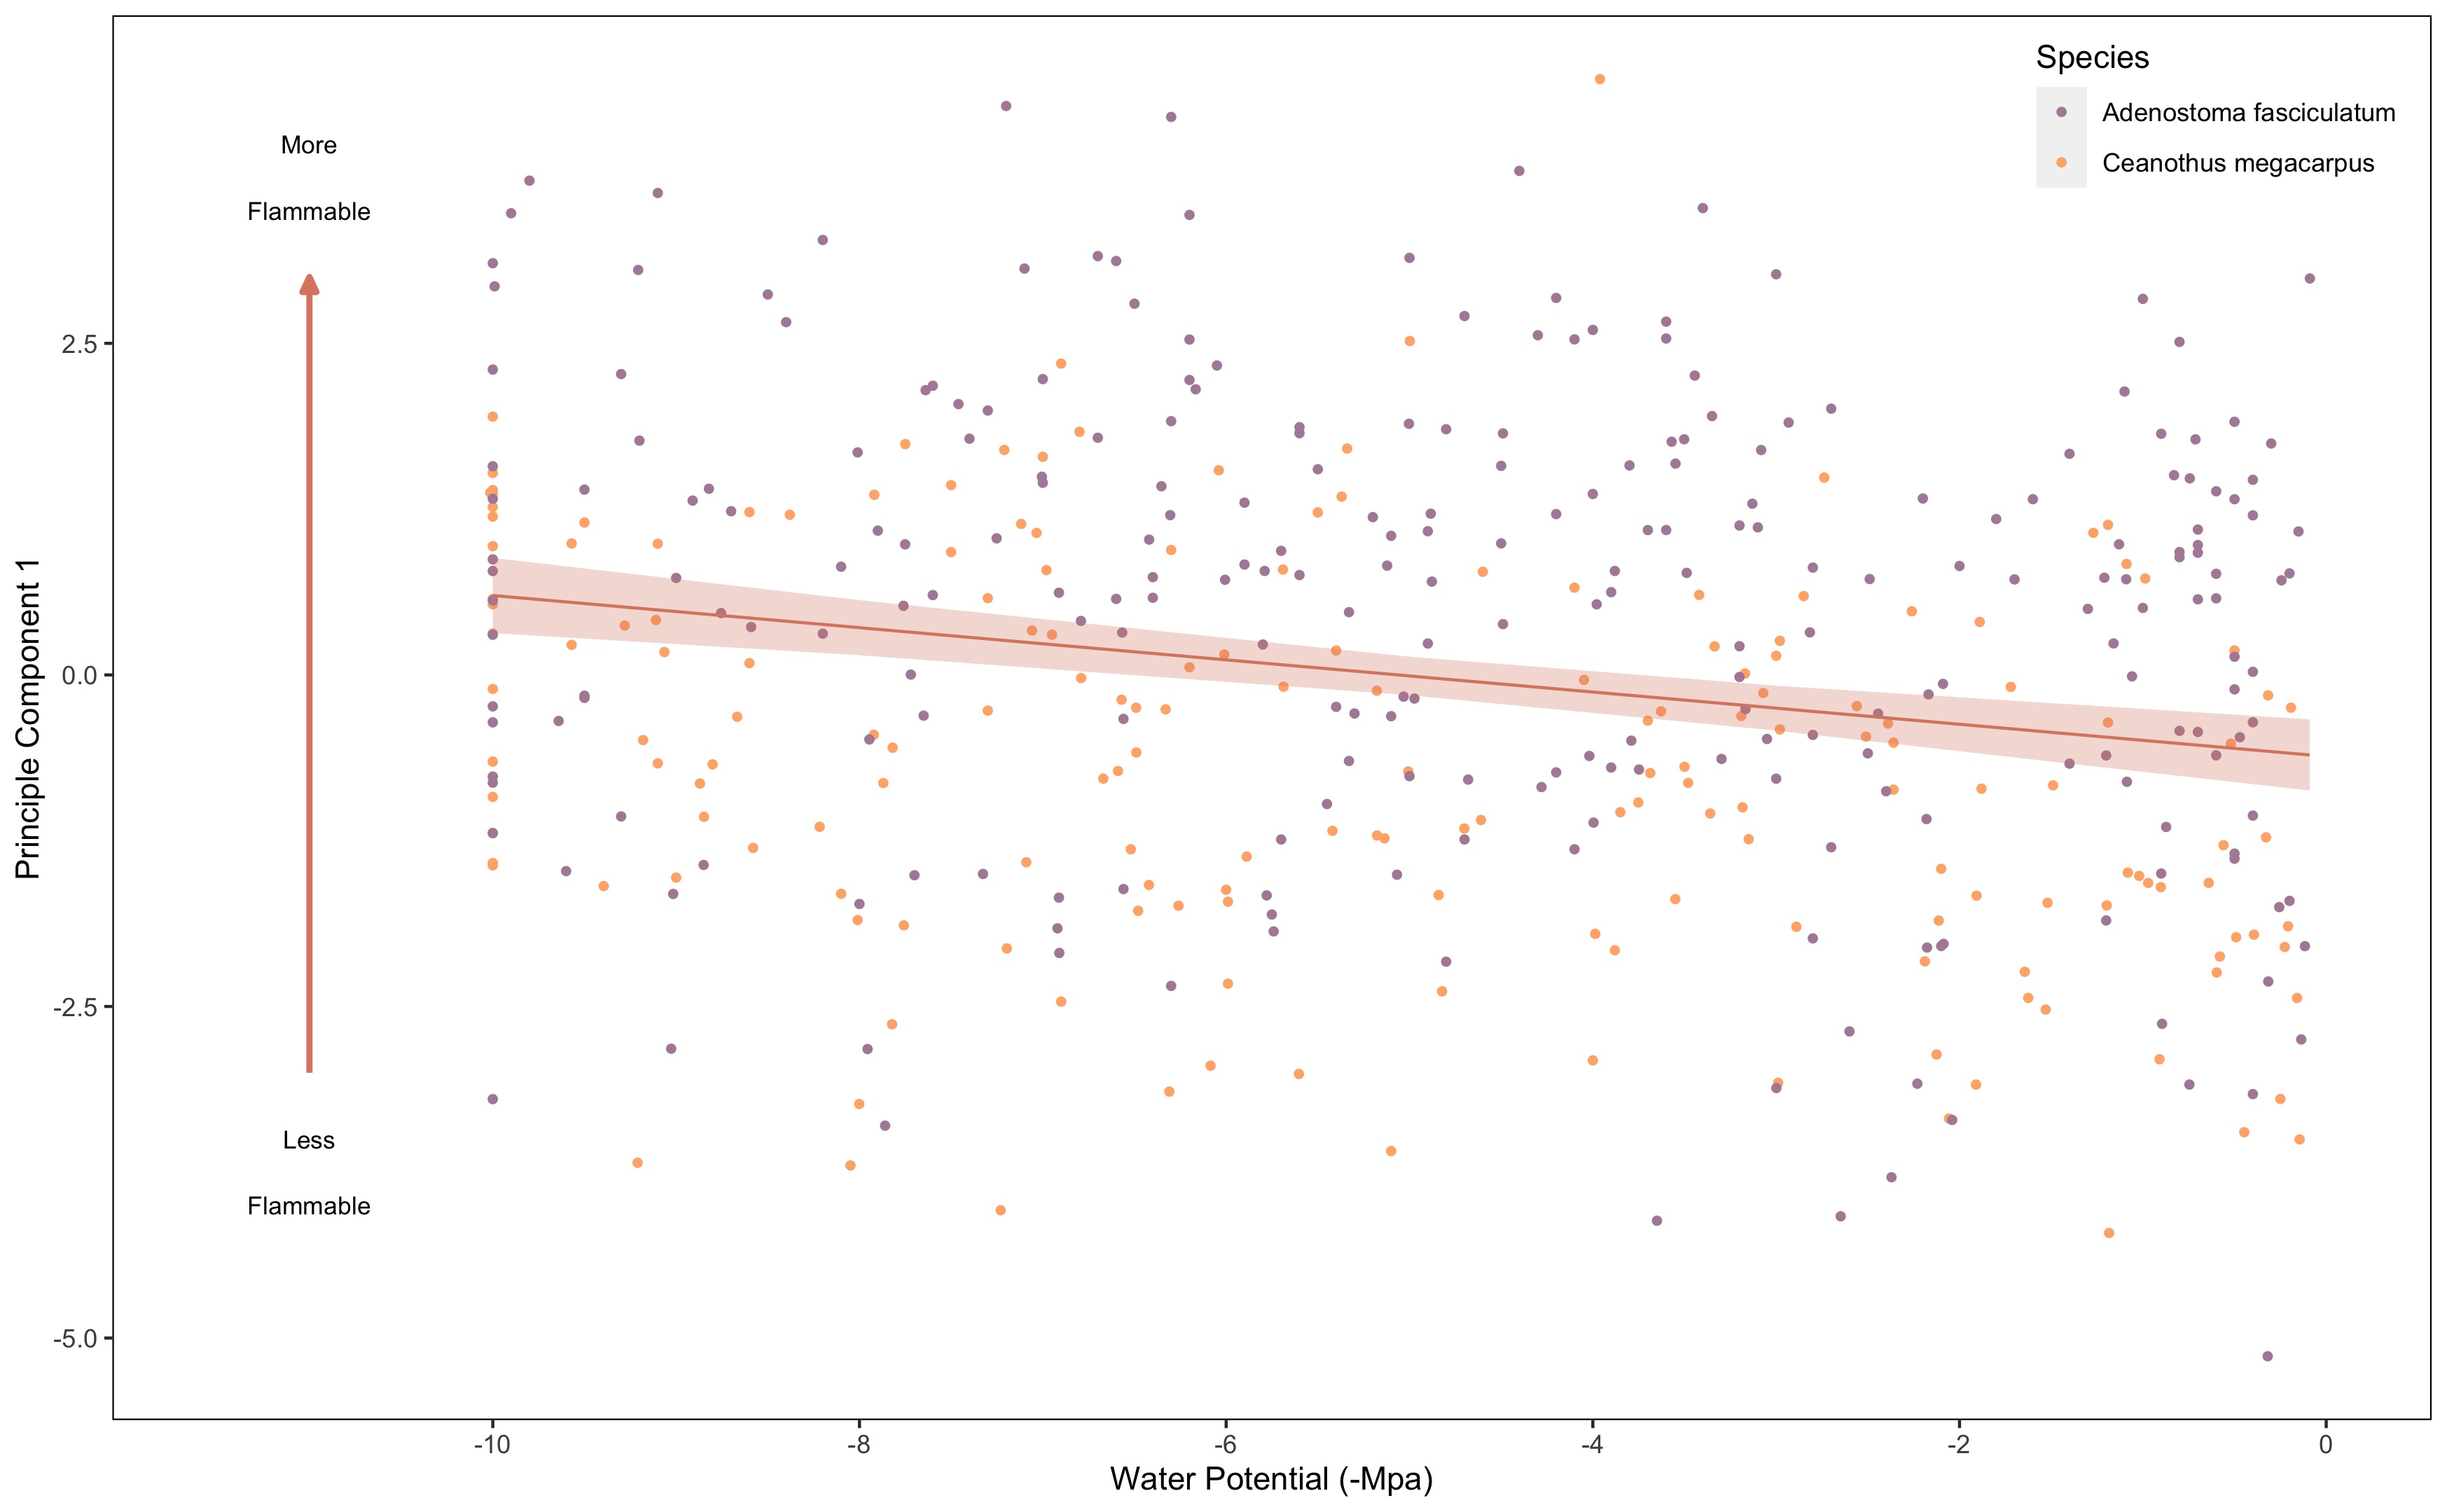 Species
Adenostoma fasciculatum
Ceanothus megacarpus
More
Flammable
Less
Flammable
Principle Component 1
2.5
0.0
-2.5
-5.0
-10
-8
-6
-4
-2
0
Water Potential (-Mpa)